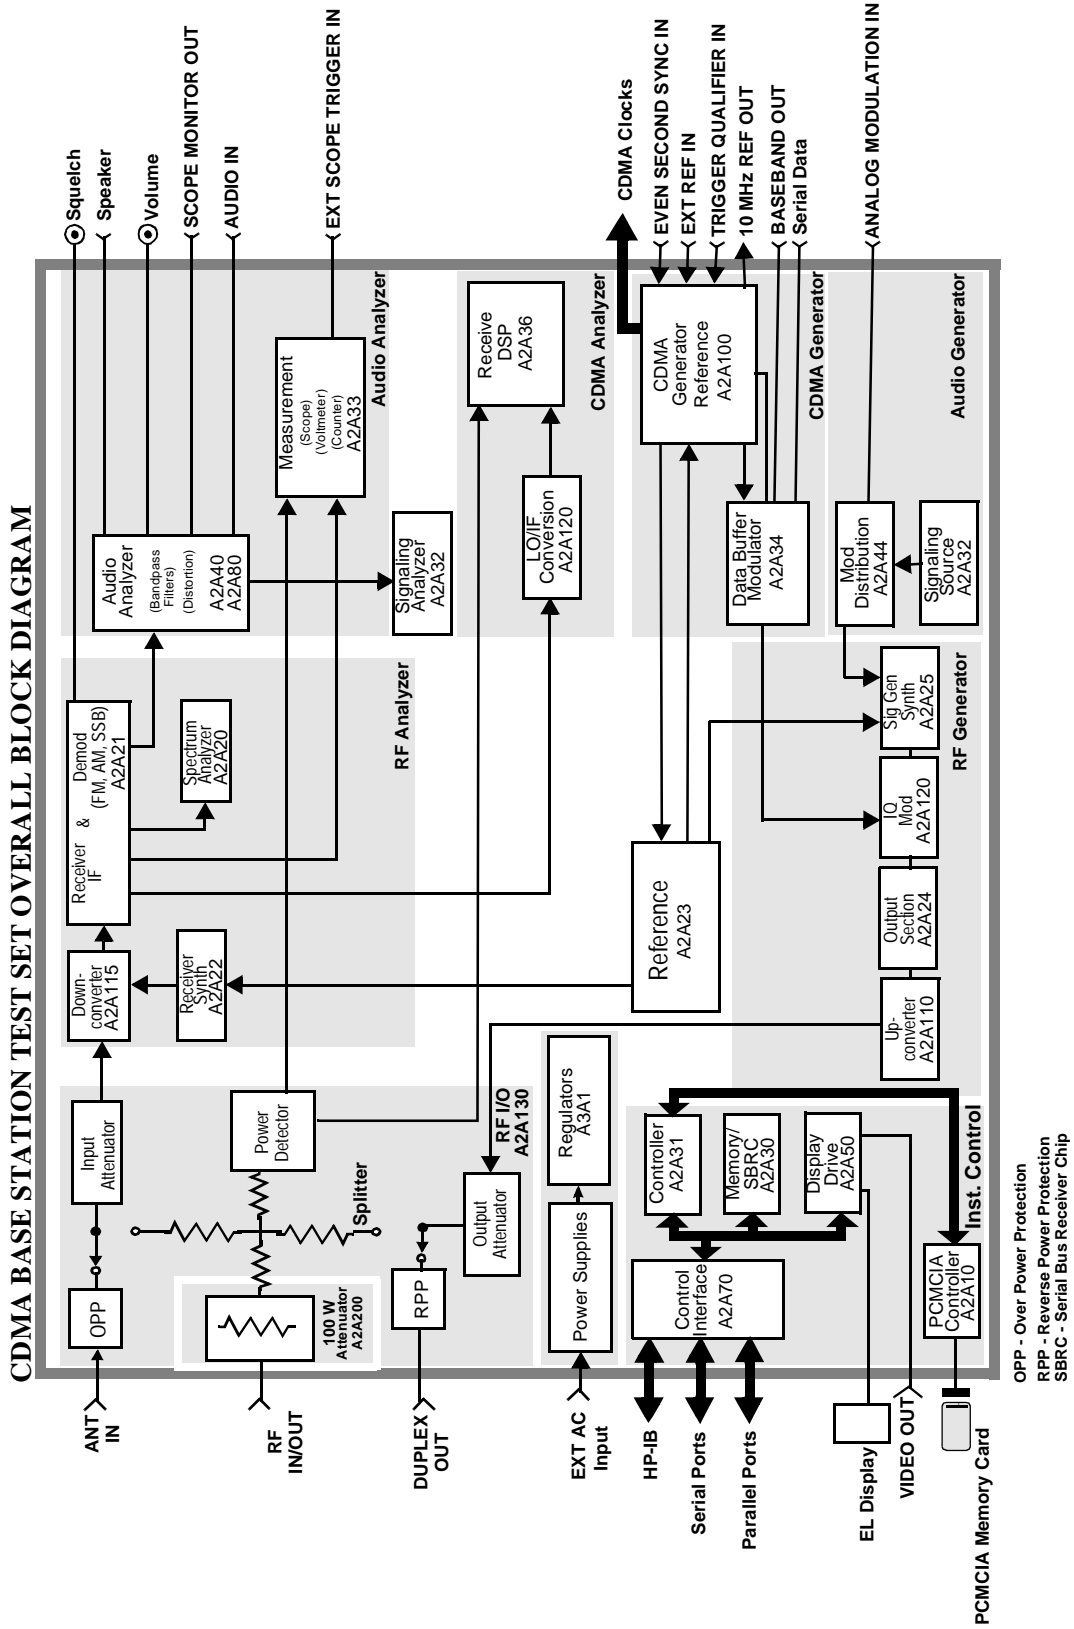 CDMA BASE STATION TEST SET OVERALL BLOCK DIAGRAM
ANT
IN
RF
IN/OUT
DUPLEX
OUT
EXT AC
Input
HP-IB
Serial Ports
Parallel Ports
EL Display
VIDEO OUT
PCMCIA Memory Card
OPP
Input
Attenuator
100 W
Attenuator
A2A200
Splitter
Power
Detector
RPP
Output
Attenuator
RF I/O
A2A130
Power Supplies
Regulators
A3A1
Control
Interface
A2A70
Controller
A2A31
Memory/
SBRC
A2A30
Display
Drive
A2A50
PCMCIA
Controller
A2A10
Inst. Control
Down-
converter
A2A115
Receiver
Synth
A2A22
Receiver & Demod
IF (FM, AM, SSB)
A2A21
Spectrum
Analyzer
A2A20
RF Analyzer
Reference
A2A23
Up-
converter
A2A110
Output
Section
A2A24
IQ
Mod
A2A120
Sig Gen
Synth
A2A25
RF Generator
Audio
Analyzer
(Bandpass
Filters)
(Distortion)
A2A40
A2A80
Measurement
(Scope)
(Voltmeter)
(Counter)
A2A33
Audio Analyzer
Signaling
Analyzer
A2A32
LO/IF
Conversion
A2A120
Receive
DSP
A2A36
CDMA Analyzer
CDMA
Generator
Reference
A2A100
Data Buffer
Modulator
A2A34
CDMA Generator
Mod
Distribution
A2A44
Signaling
Source
A2A32
Audio Generator
Squelch
Speaker
Volume
SCOPE MONITOR OUT
AUDIO IN
EXT SCOPE TRIGGER IN
CDMA Clocks
EVEN SECOND SYNC IN
EXT REF IN
TRIGGER QUALIFIER IN
10 MHz REF OUT
BASEBAND OUT
Serial Data
ANALOG MODULATION IN
OPP - Over Power Protection
RPP - Reverse Power Protection
SBRC - Serial Bus Receiver Chip